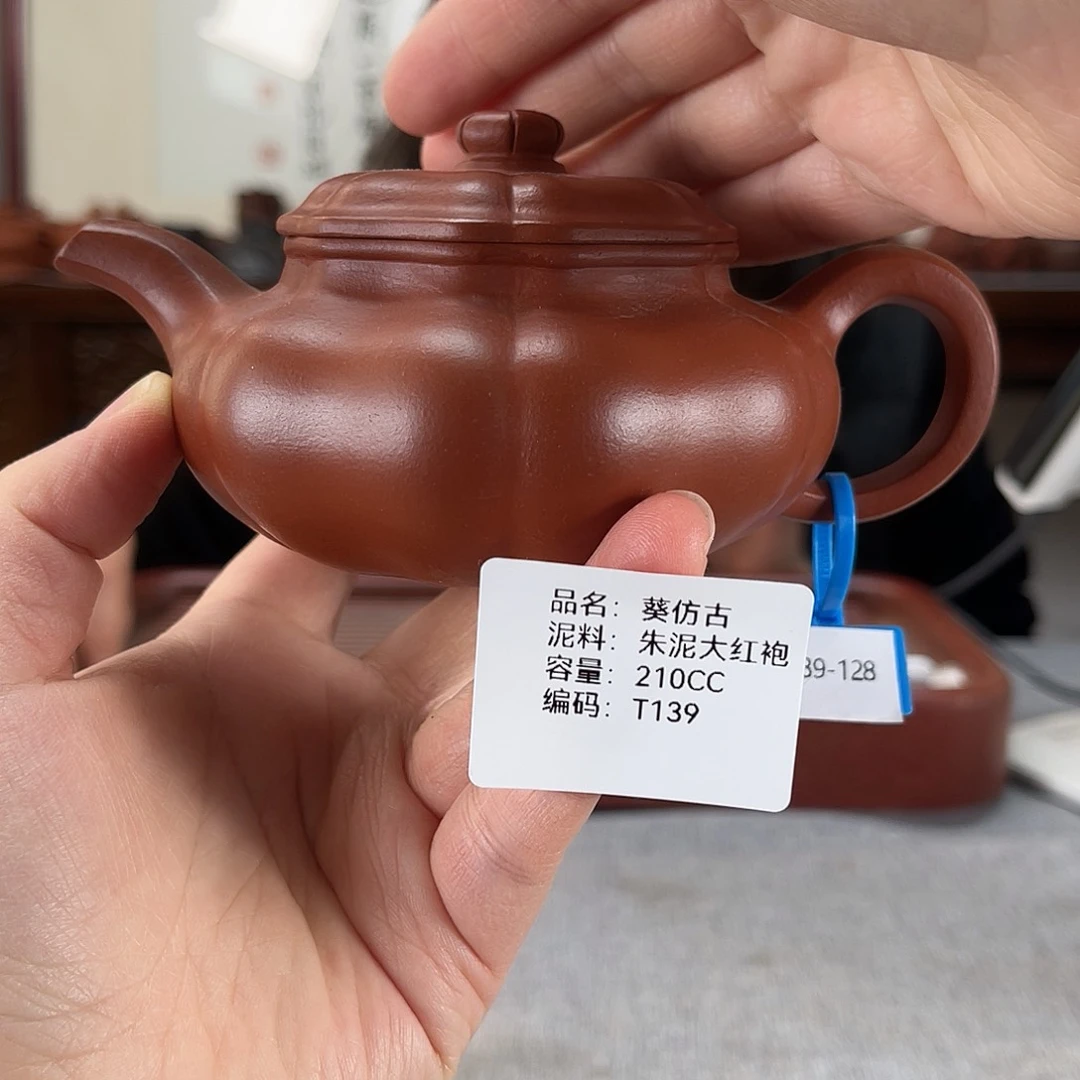 品名：葵仿古
泥料：朱泥大红袍
容量：210CC
编码：T139
39-128